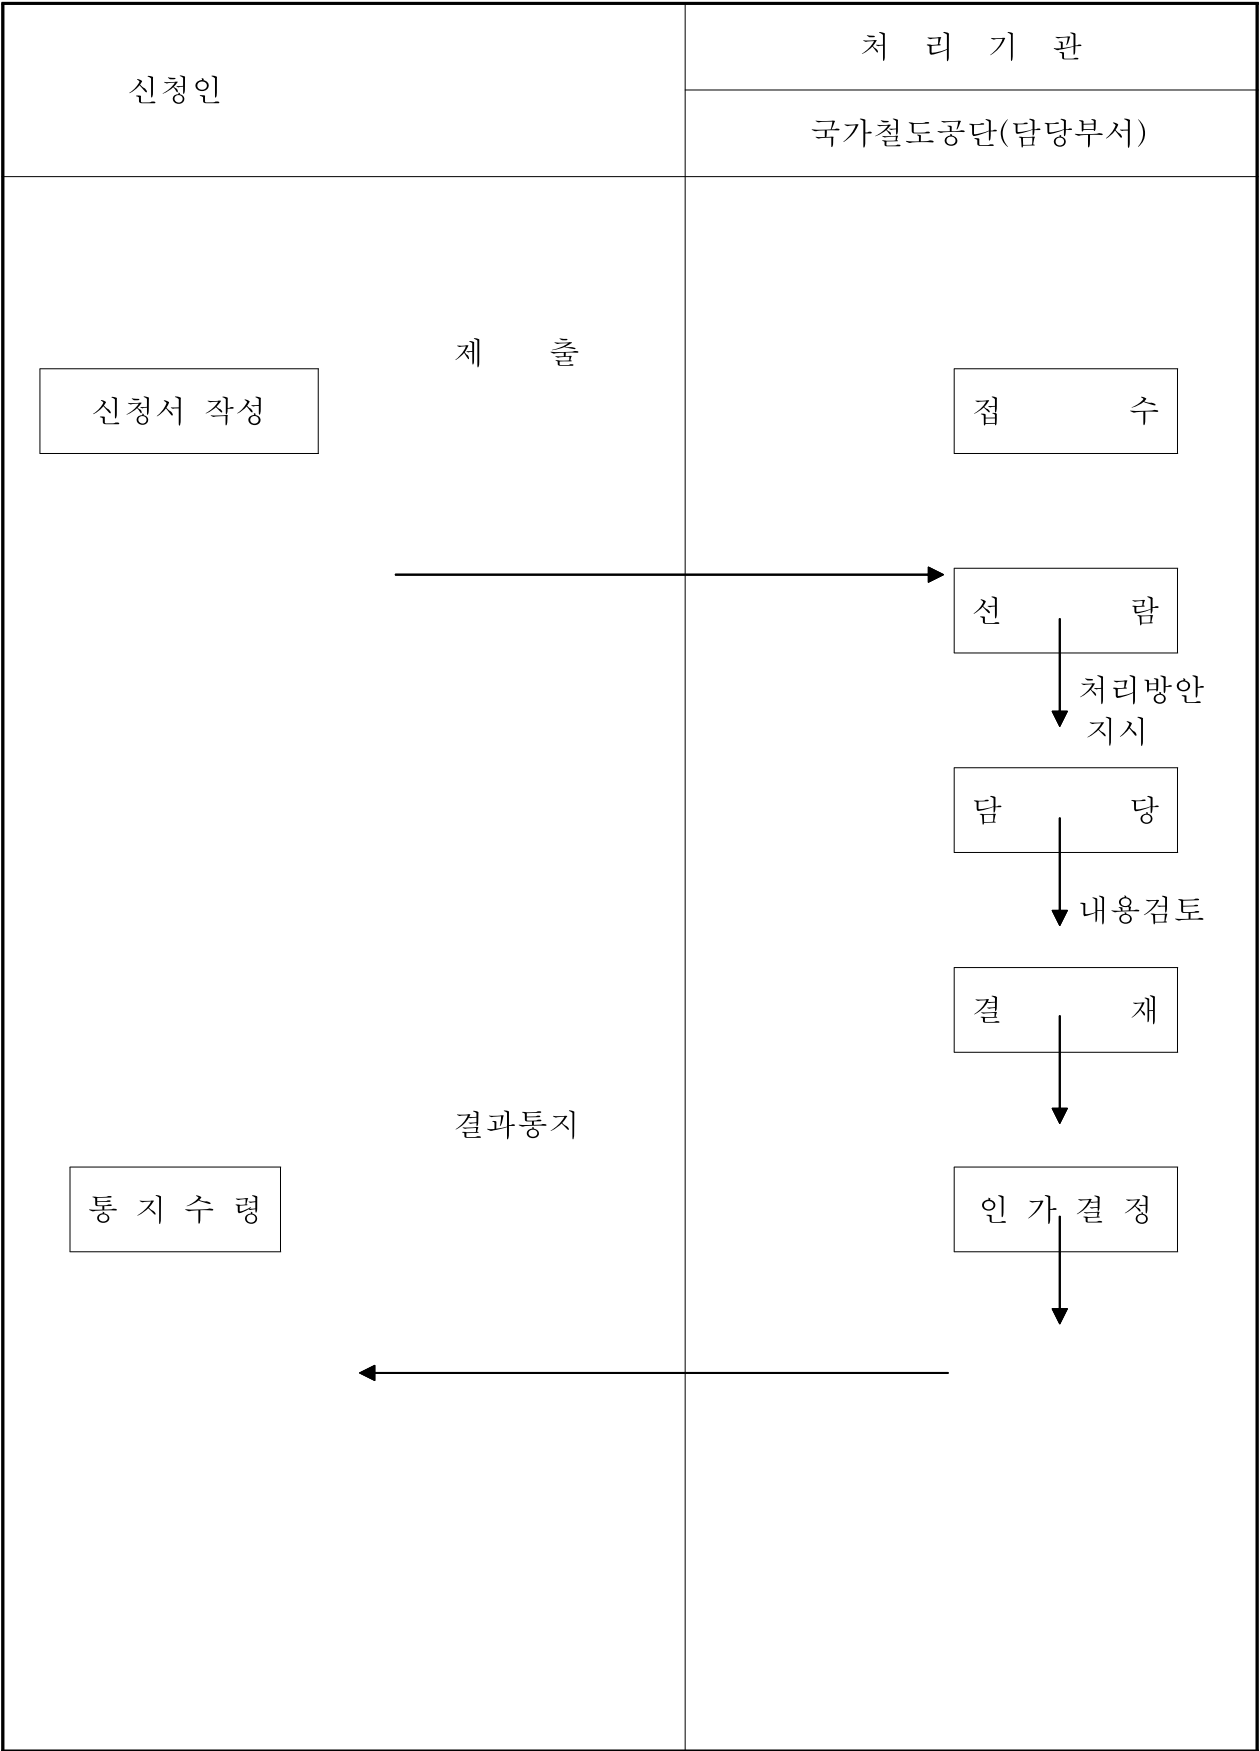 신청인
처 리 기 관
국가철도공단(담당부서)
제 출
신청서 작성
접 수
선 람
처리방안
지시
담 당
내용검토
결 재
결과통지
통 지 수 령
인 가 결 정